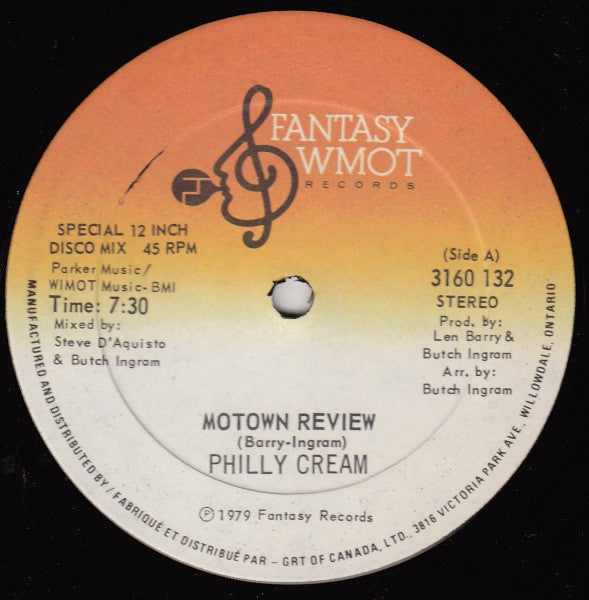 FANTASY
WMOT
RECORDS
SPECIAL 12 INCH
DISCO MIX 45 RPM
Parker Music/
WIMOT Music-BMI
Time: 7:30
Mixed by:
Steve D'Aquisto
& Butch Ingram
(Side A)
3160 132
STEREO
Prod. by:
Len Barry &
Butch Ingram
Arr. by:
Butch Ingram
MOTOWN REVIEW
(Barry-Ingram)
PHILLY CREAM
℗ 1979 Fantasy Records
MANUFACTURED AND DISTRIBUTED BY / FABRIQUÉ ET DISTRIBUÉ PAR – GRT OF CANADA, LTD., 3816 VICTORIA PARK AVE., WILLOWDALE, ONTARIO